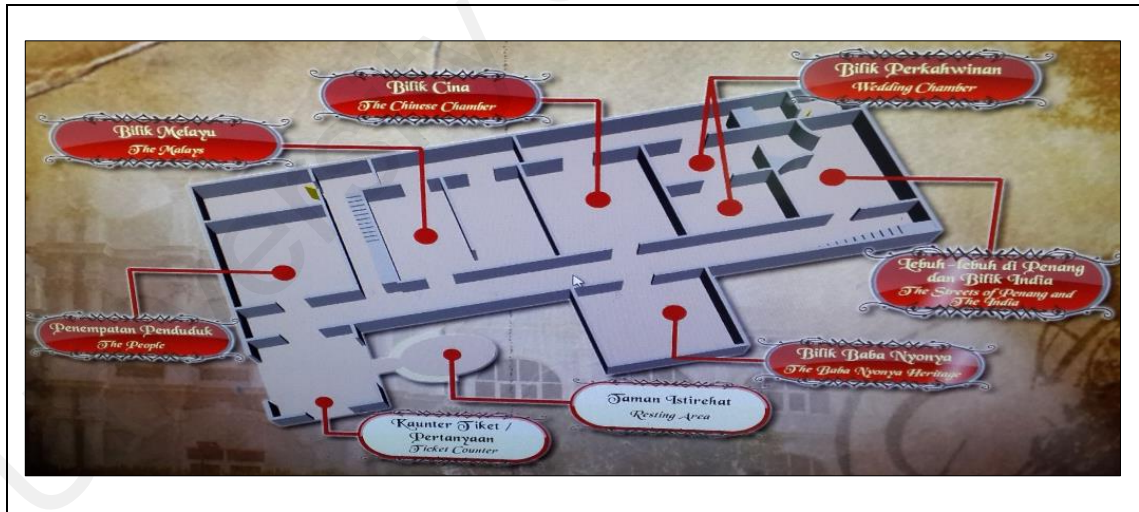 Bilik Cina
The Chinese Chamber
Bilik Perkahwinan
Wedding Chamber
Bilik Melayu
The Malays
Lebuh-lebuh di Penang
dan Bilik India
The Streets of Penang and
The India
Penempatan Penduduk
The People
Bilik Baba Nyonya
The Baba Nyonya Heritage
Taman Istirehat
Resting Area
Kaunter Tiket /
Pertanyaan
Ticket Counter